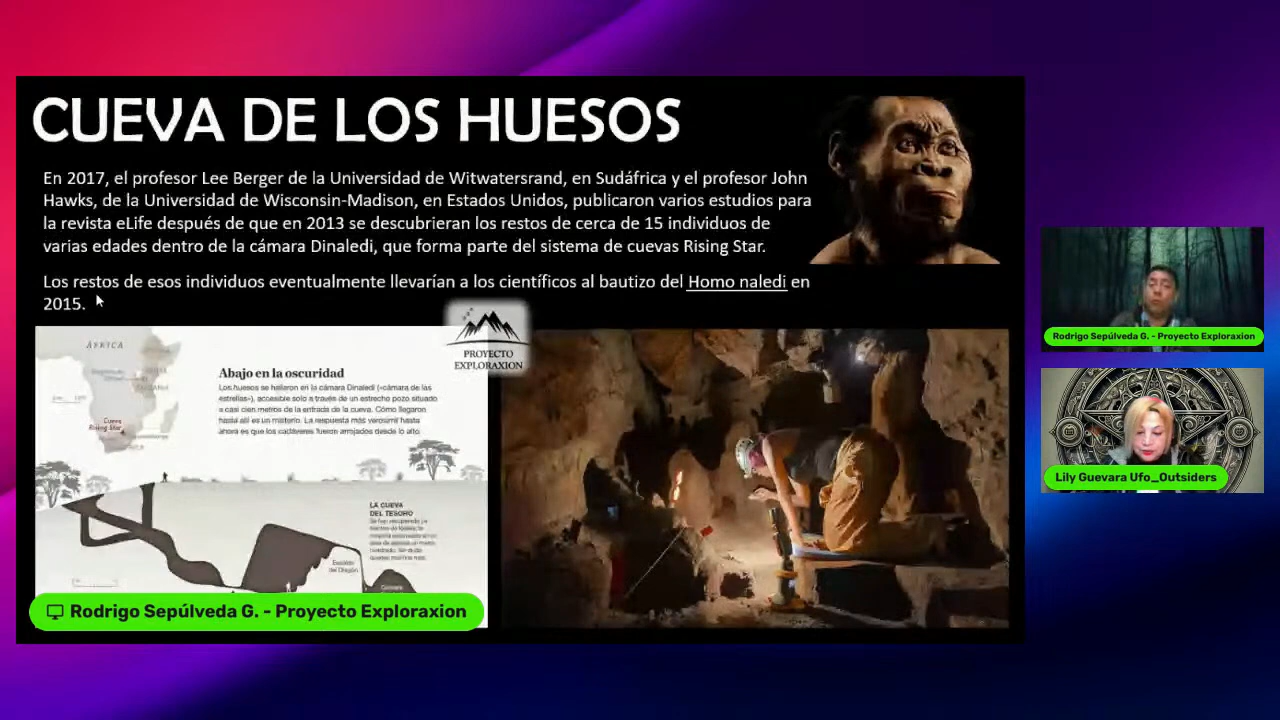 CUEVA DE LOS HUESOS
En 2017, el profesor Lee Berger de la Universidad de Witwatersrand, en Sudáfrica y el profesor John
Hawks, de la Universidad de Wisconsin-Madison, en Estados Unidos, publicaron varios estudios para
la revista eLife después de que en 2013 se descubrieran los restos de cerca de 15 individuos de
varias edades dentro de la cámara Dinaledi, que forma parte del sistema de cuevas Rising Star.
Los restos de esos individuos eventualmente llevarían a los científicos al bautizo del Homo naledi en
2015.
PROYECTO
EXPLORAXION
ÁFRICA
Cueva
Rising Star
Abajo en la oscuridad
Los huesos se hallaron en la cámara Dinaledi («cámara de las
estrellas»), accesible solo a través de un estrecho pozo situado
a casi cien metros de la entrada de la cueva. Cómo llegaron
hasta allí es un misterio. La respuesta más verosímil hasta
ahora es que los cadáveres fueron arrojados desde lo alto.
LA CUEVA
DEL TESORO
Rodrigo Sepúlveda G. - Proyecto Exploraxion
Rodrigo Sepúlveda G. - Proyecto Exploraxion
Lily Guevara Ufo_Outsiders